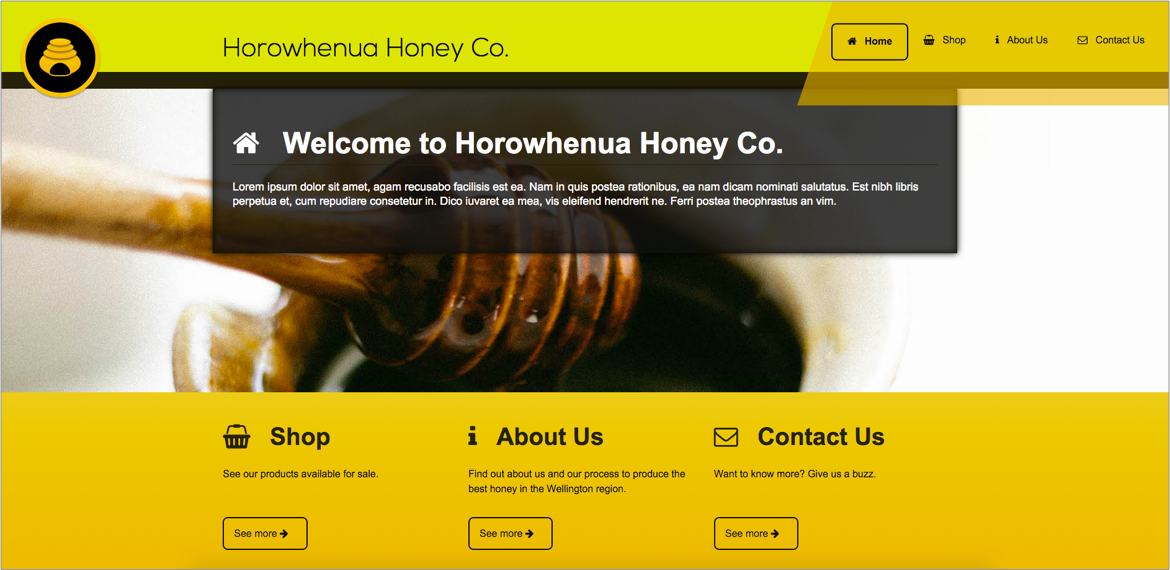 Horowhenua Honey Co.
Home
Shop
About Us
Contact Us
Welcome to Horowhenua Honey Co.
Lorem ipsum dolor sit amet, agam recusabo facilisis est ea. Nam in quis postea rationibus, ea nam dicam nominati salutatus. Est nibh libris
perpetua et, cum repudiare consetetur in. Dico iuvaret ea mea, vis eleifend hendrerit ne. Ferri postea theophrastus an vim.
Shop
See our products available for sale.
See more
About Us
Find out about us and our process to produce the
best honey in the Wellington region.
See more
Contact Us
Want to know more? Give us a buzz.
See more